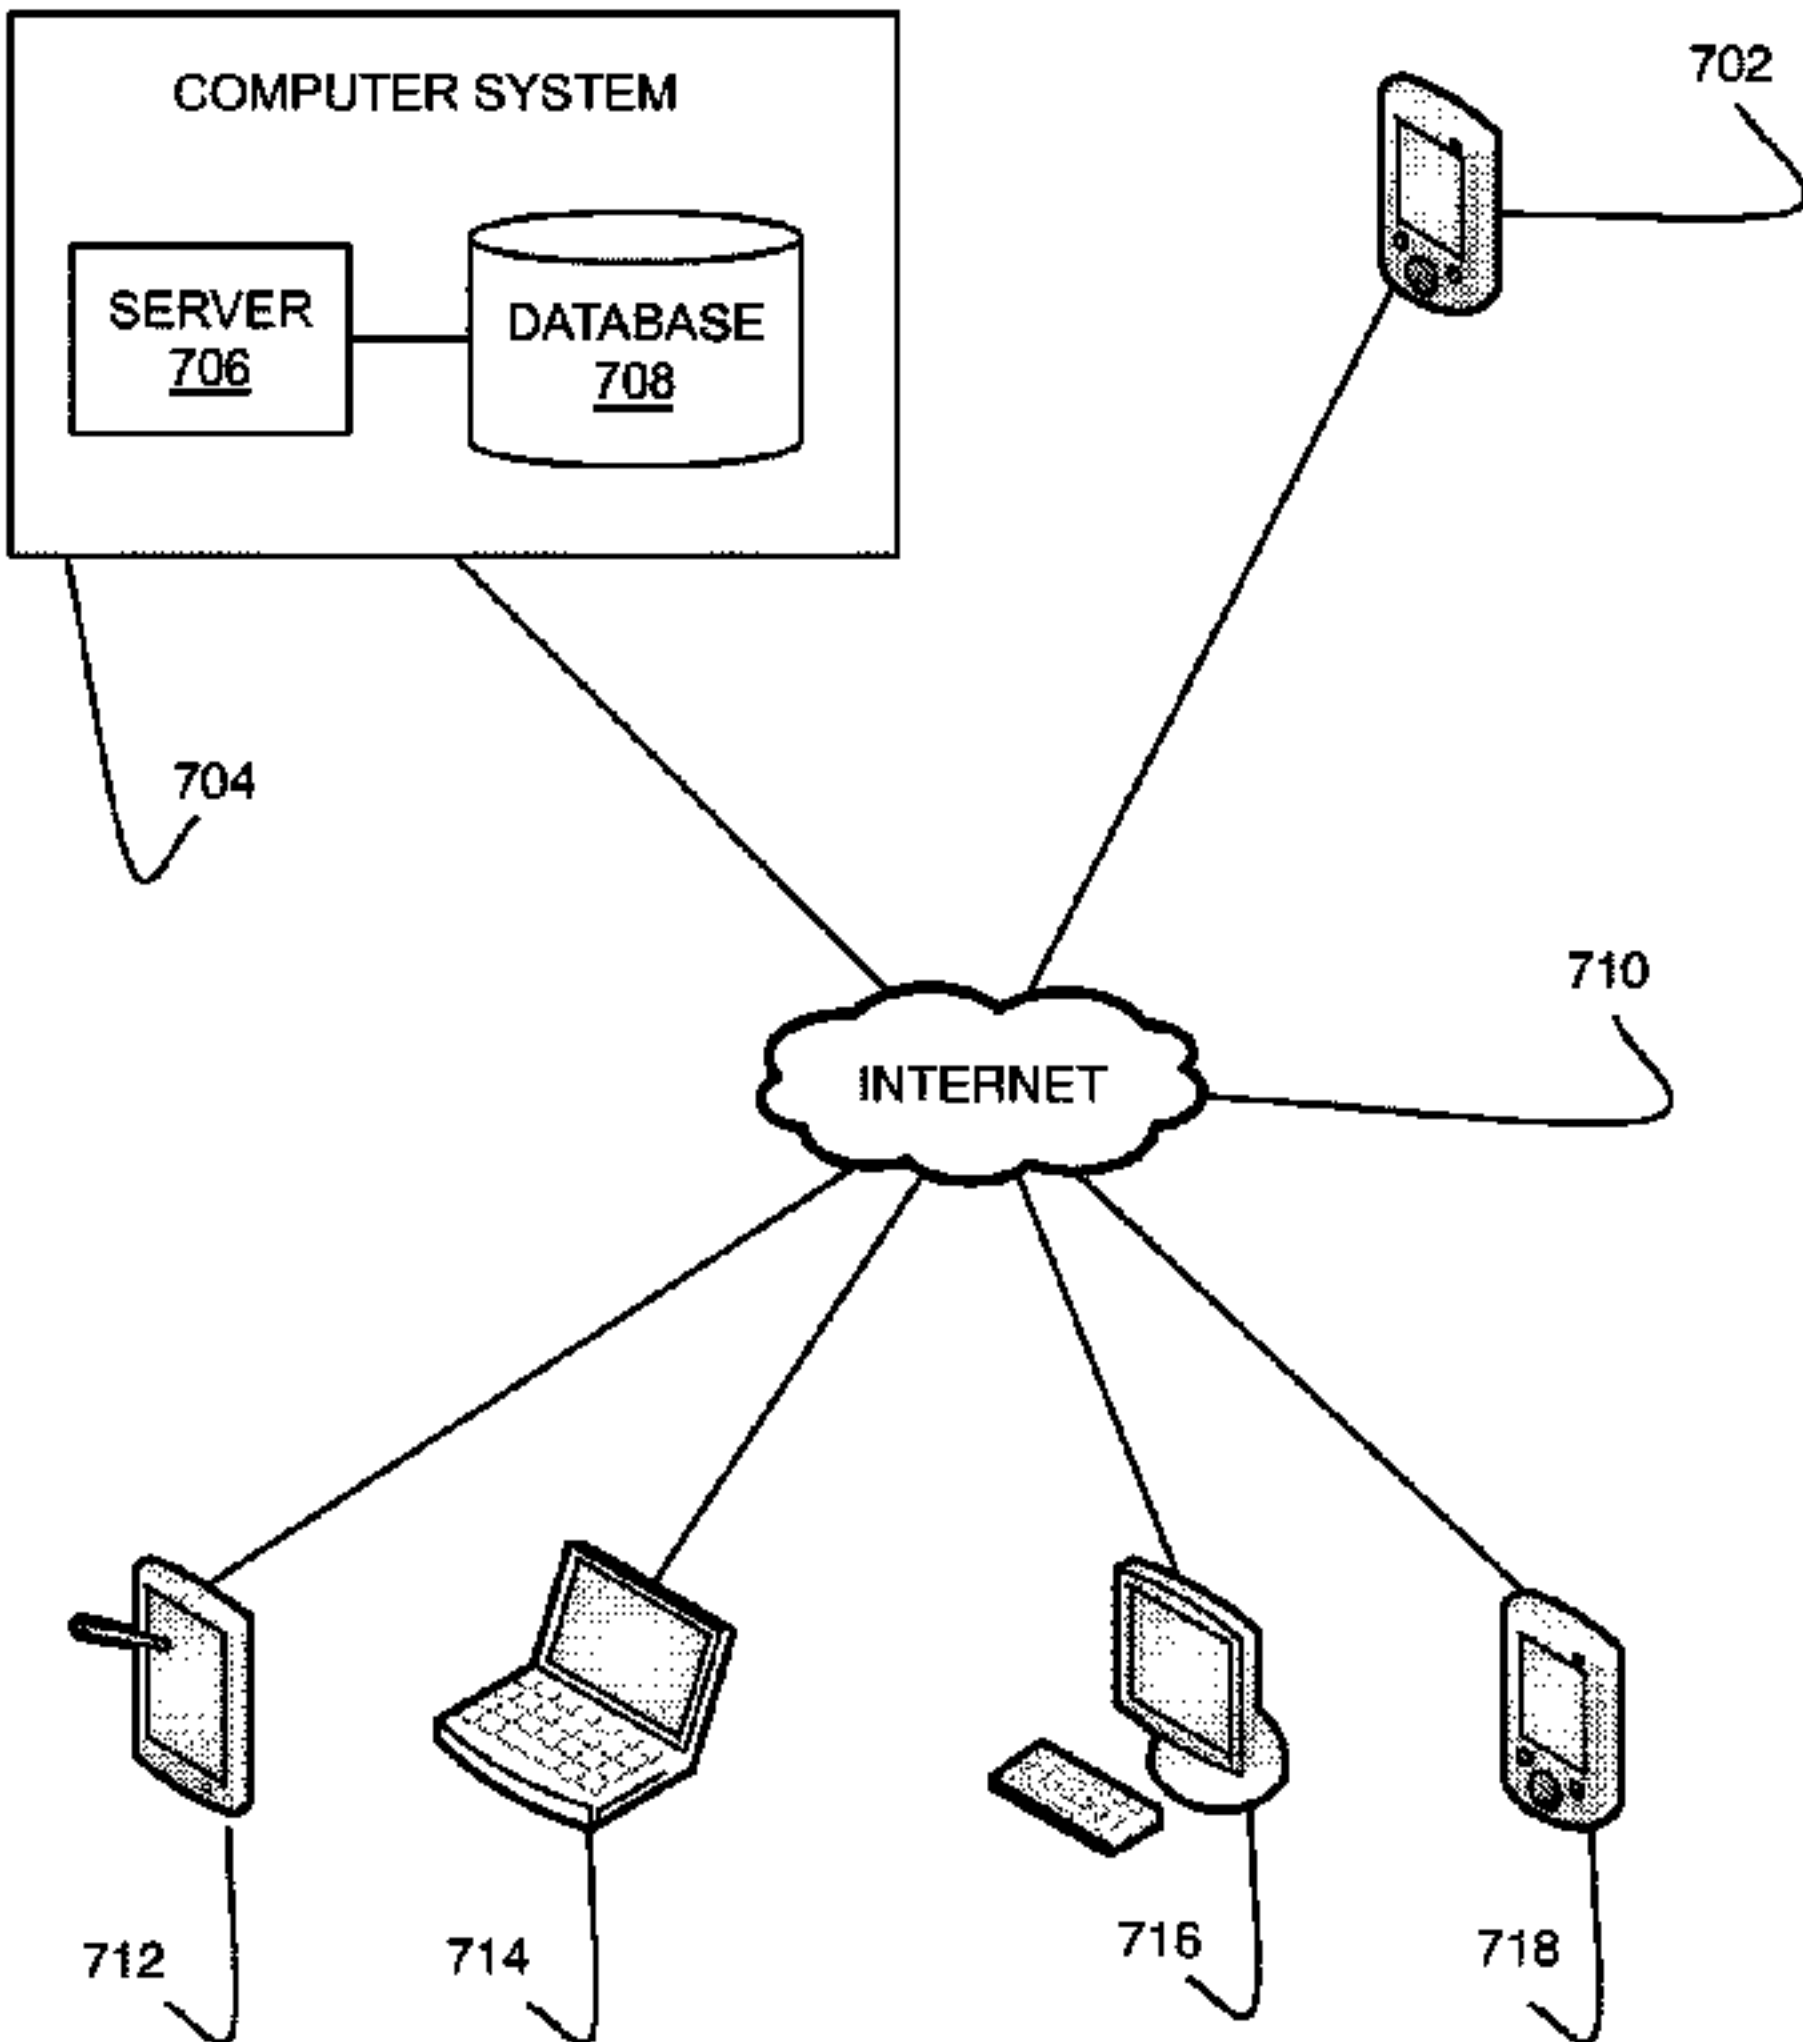 COMPUTER SYSTEM
702
SERVER
706
DATABASE
708
704
710
INTERNET
712
714
716
718